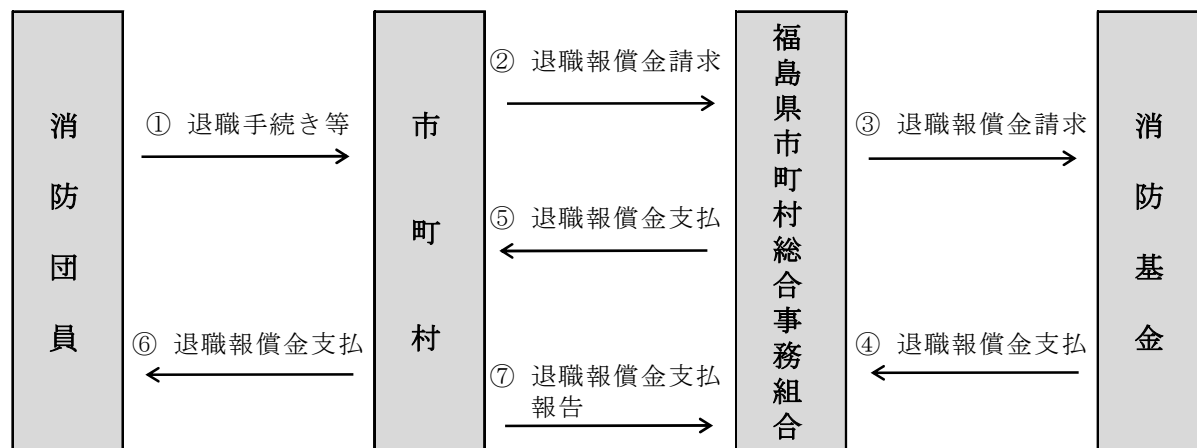 消防団員
① 退職手続き等
⑥ 退職報償金支払
市町村
② 退職報償金請求
⑤ 退職報償金支払
⑦ 退職報償金支払
報告
福島県市町村総合事務組合
③ 退職報償金請求
④ 退職報償金支払
消防基金